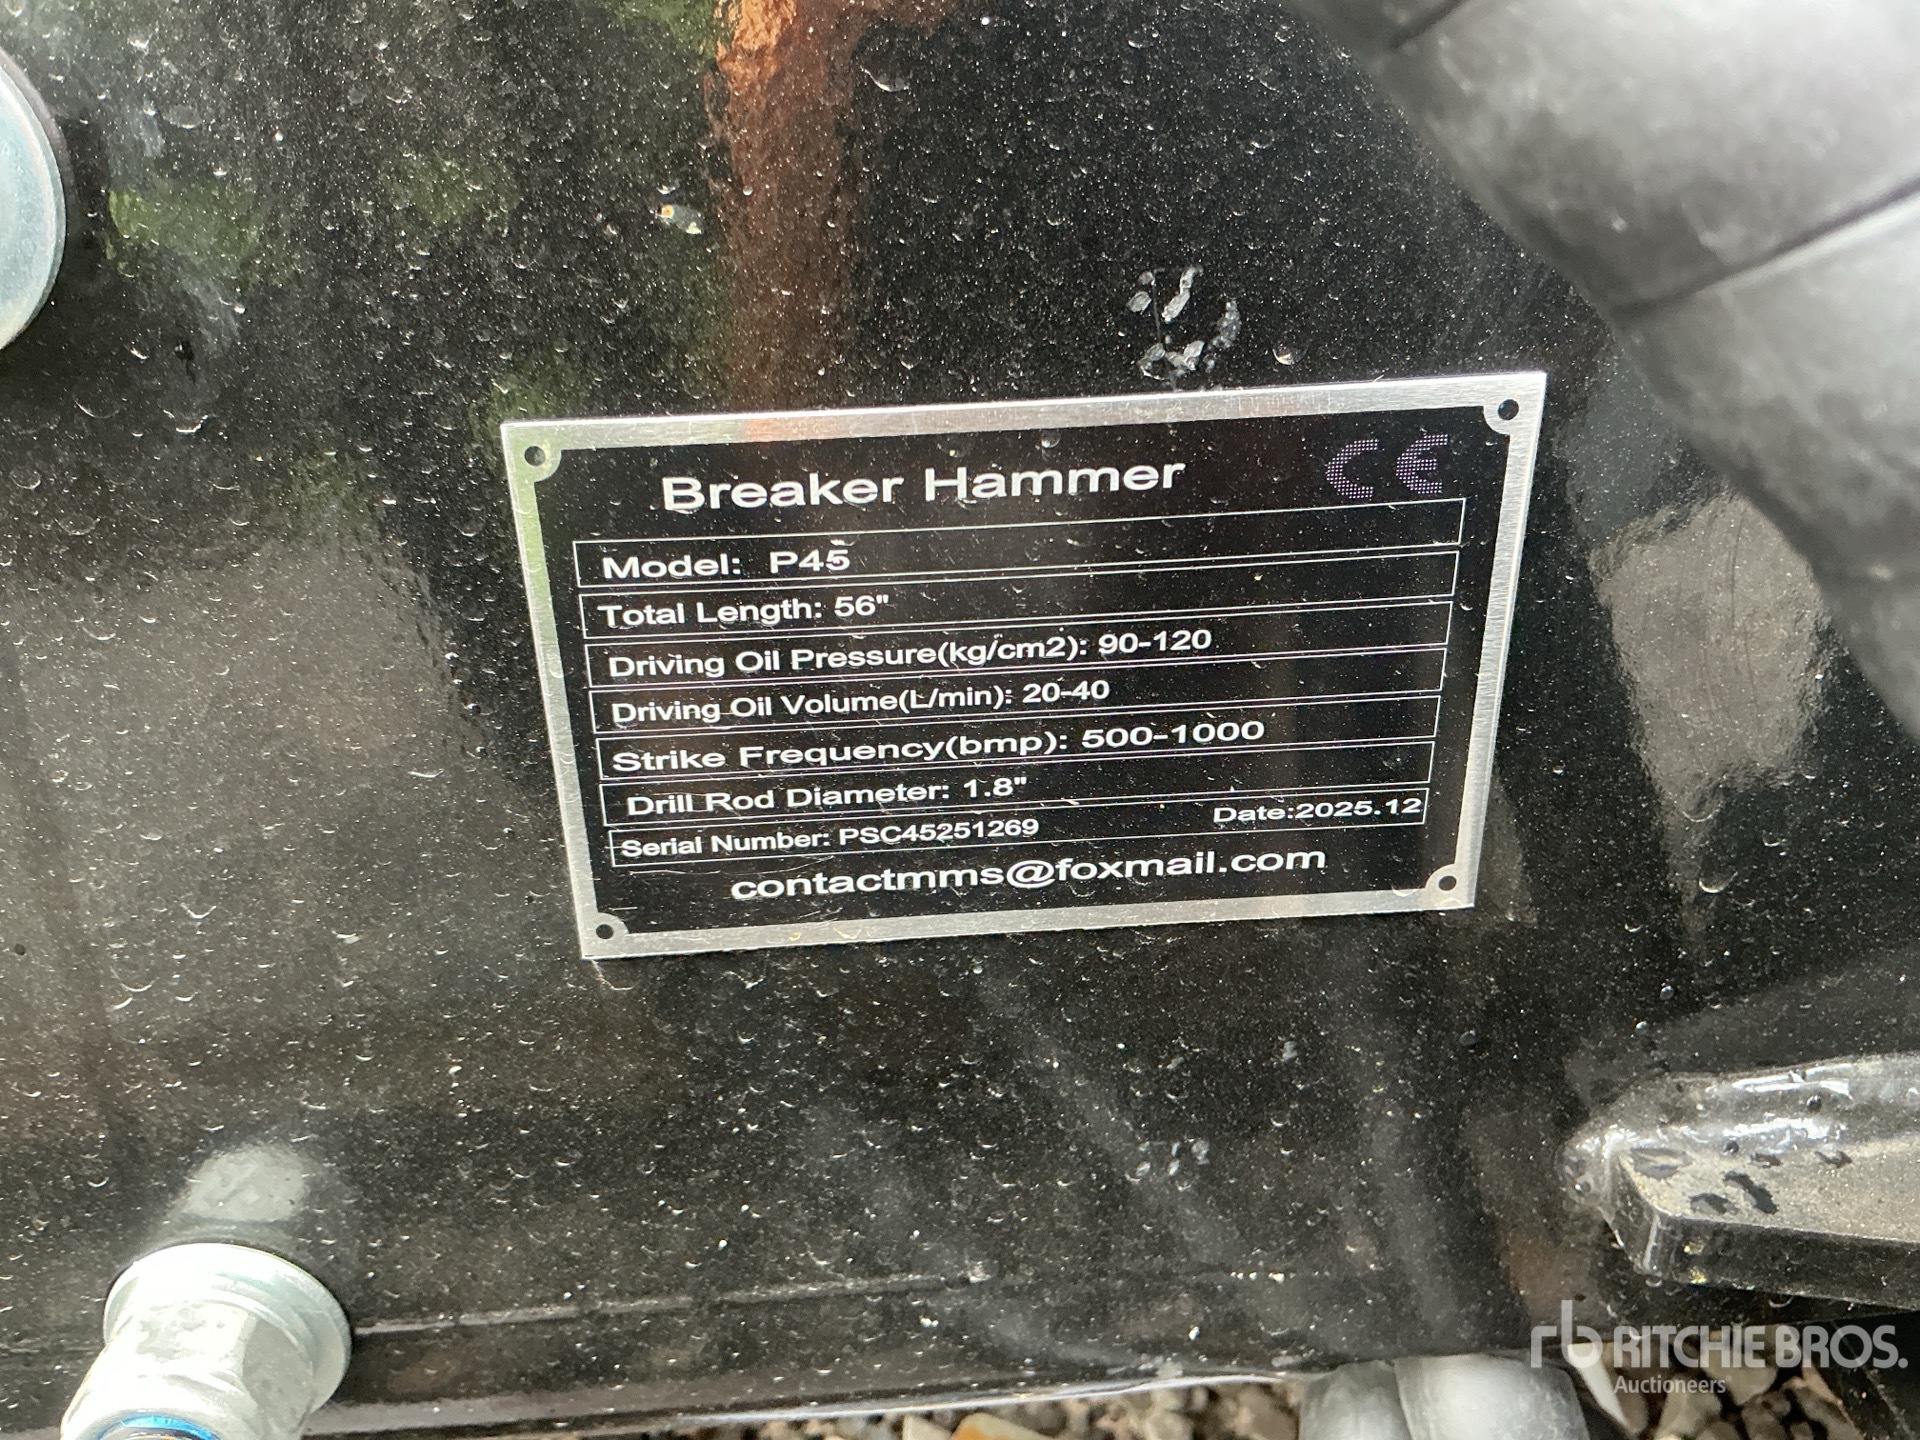 Breaker Hammer CE
Model: P45
Total Length: 56"
Driving Oil Pressure(kg/cm2): 90-120
Driving Oil Volume(L/min): 20-40
Strike Frequency(bmp): 500-1000
Drill Rod Diameter: 1.8"
Serial Number: PSC45251269 Date:2025.12
contactmms@foxmail.com
rb RITCHIE BROS.
Auctioneers